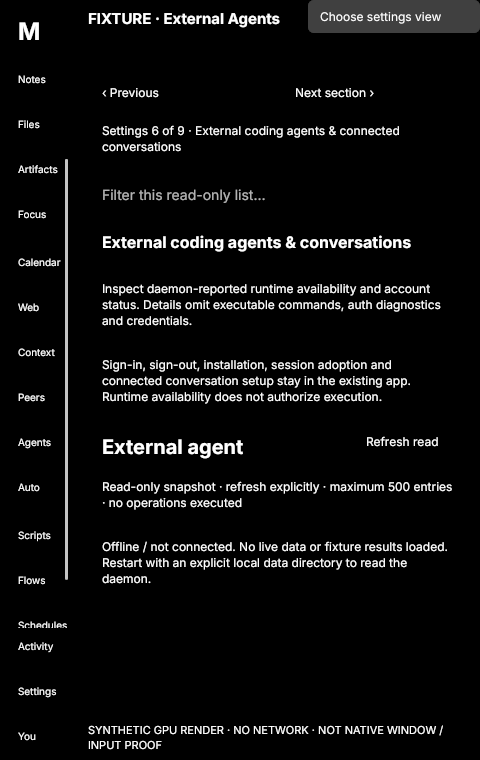 M
FIXTURE · External Agents
Choose settings view
Notes
Files
Artifacts
Focus
Calendar
Web
Context
Peers
Agents
Auto
Scripts
Flows
Schedules
Activity
Settings
You
‹ Previous
Next section ›
Settings 6 of 9 · External coding agents & connected
conversations
Filter this read-only list...
External coding agents & conversations
Inspect daemon-reported runtime availability and account
status. Details omit executable commands, auth diagnostics
and credentials.
Sign-in, sign-out, installation, session adoption and
connected conversation setup stay in the existing app.
Runtime availability does not authorize execution.
External agent
Refresh read
Read-only snapshot · refresh explicitly · maximum 500 entries
· no operations executed
Offline / not connected. No live data or fixture results loaded.
Restart with an explicit local data directory to read the
daemon.
SYNTHETIC GPU RENDER · NO NETWORK · NOT NATIVE WINDOW /
INPUT PROOF